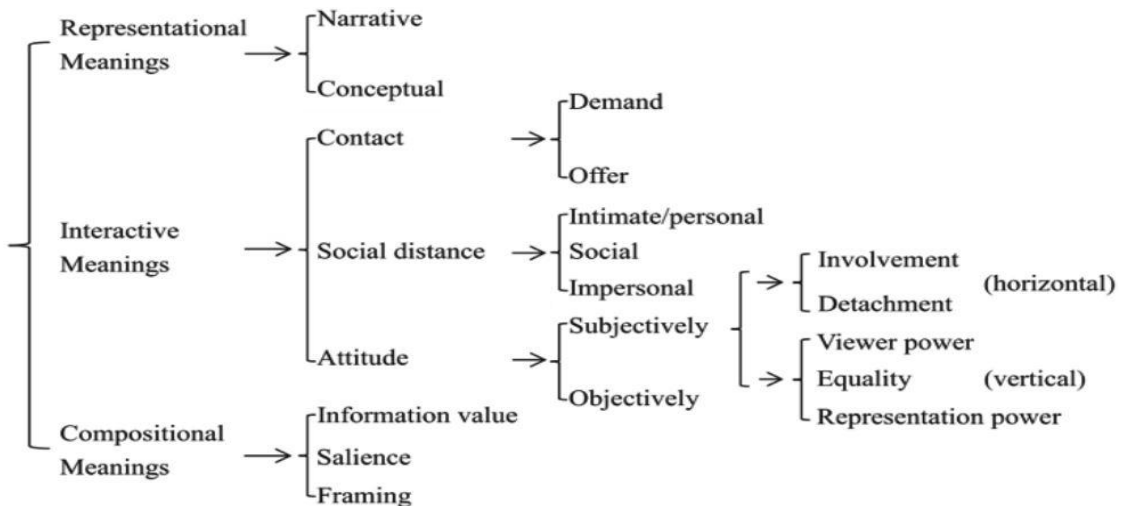 Representational
Meanings
Narrative
Conceptual
Interactive
Meanings
Contact
Demand
Offer
Social distance
Intimate/personal
Social
Impersonal
Attitude
Subjectively
Involvement
Detachment
(horizontal)
Viewer power
Equality (vertical)
Representation power
Objectively
Compositional
Meanings
Information value
Salience
Framing